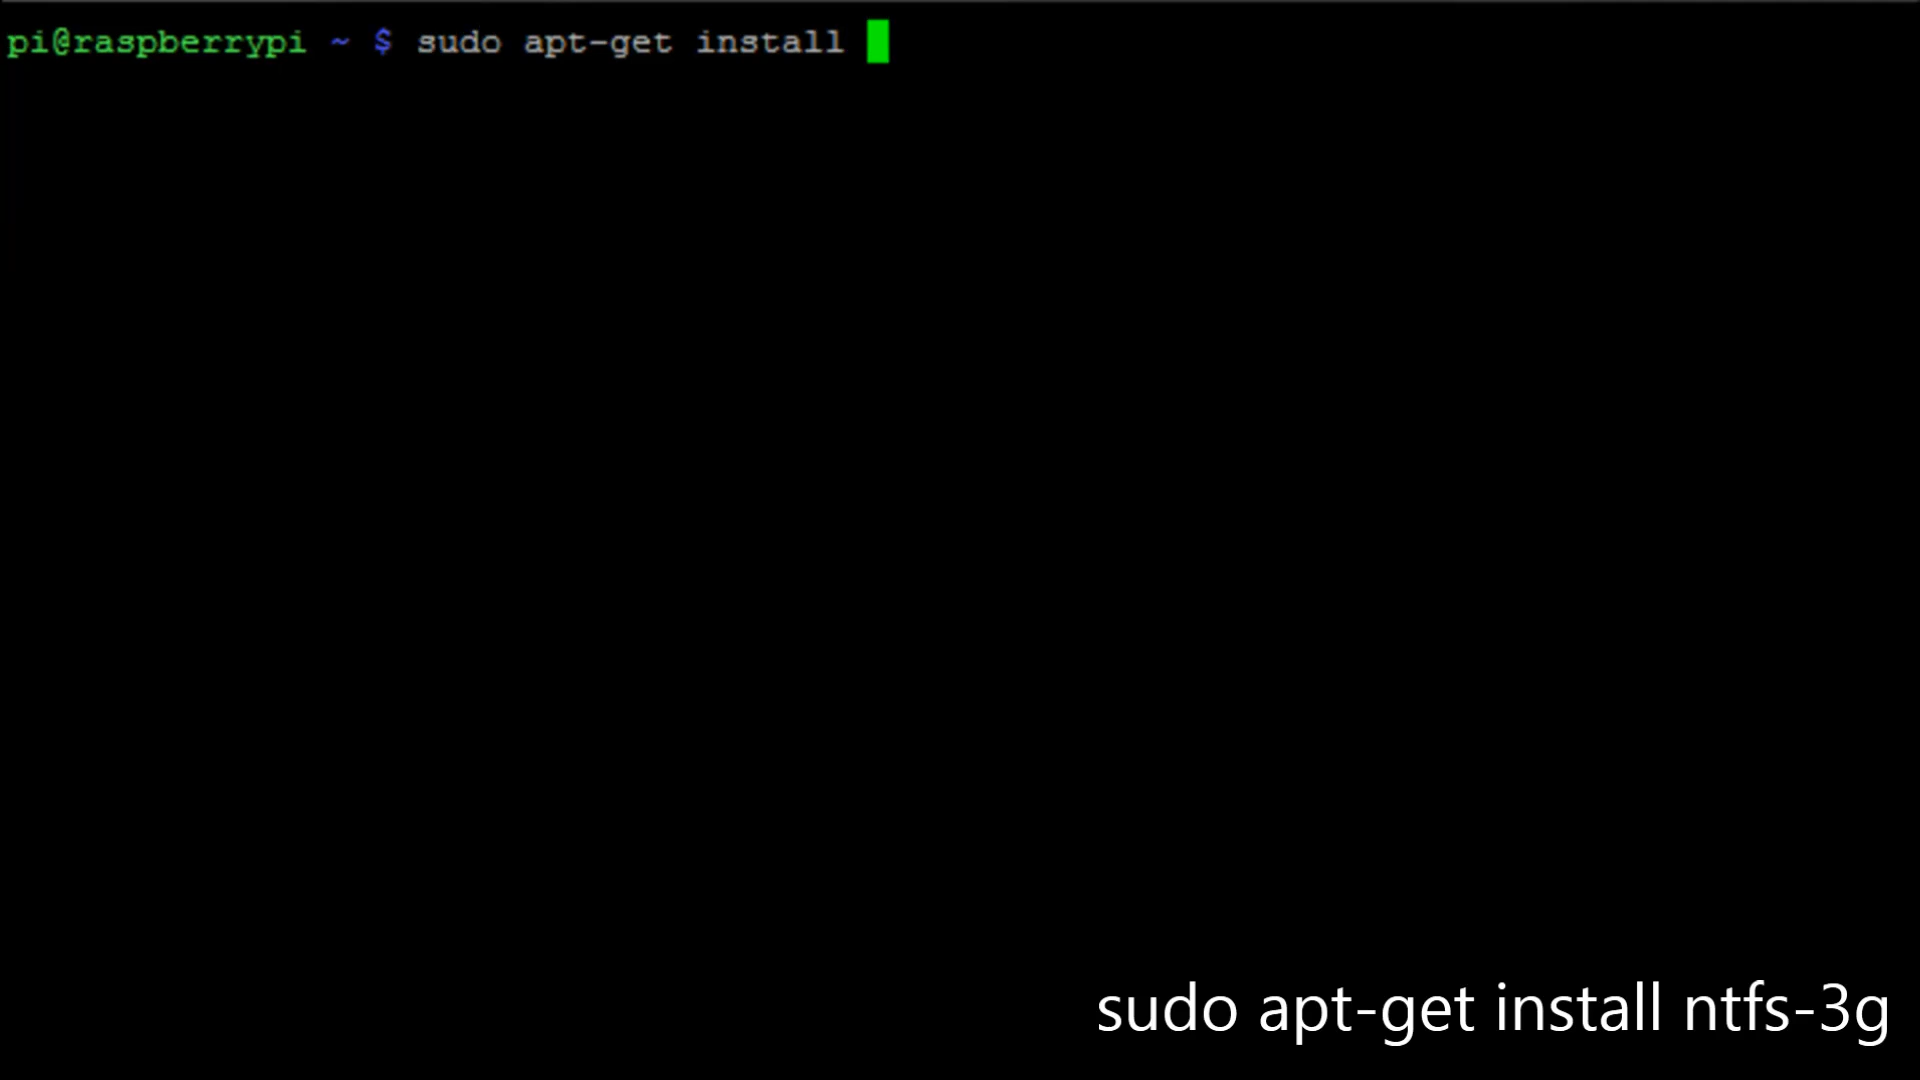 pi@raspberrypi ~ $ sudo apt-get install
sudo apt-get install ntfs-3g